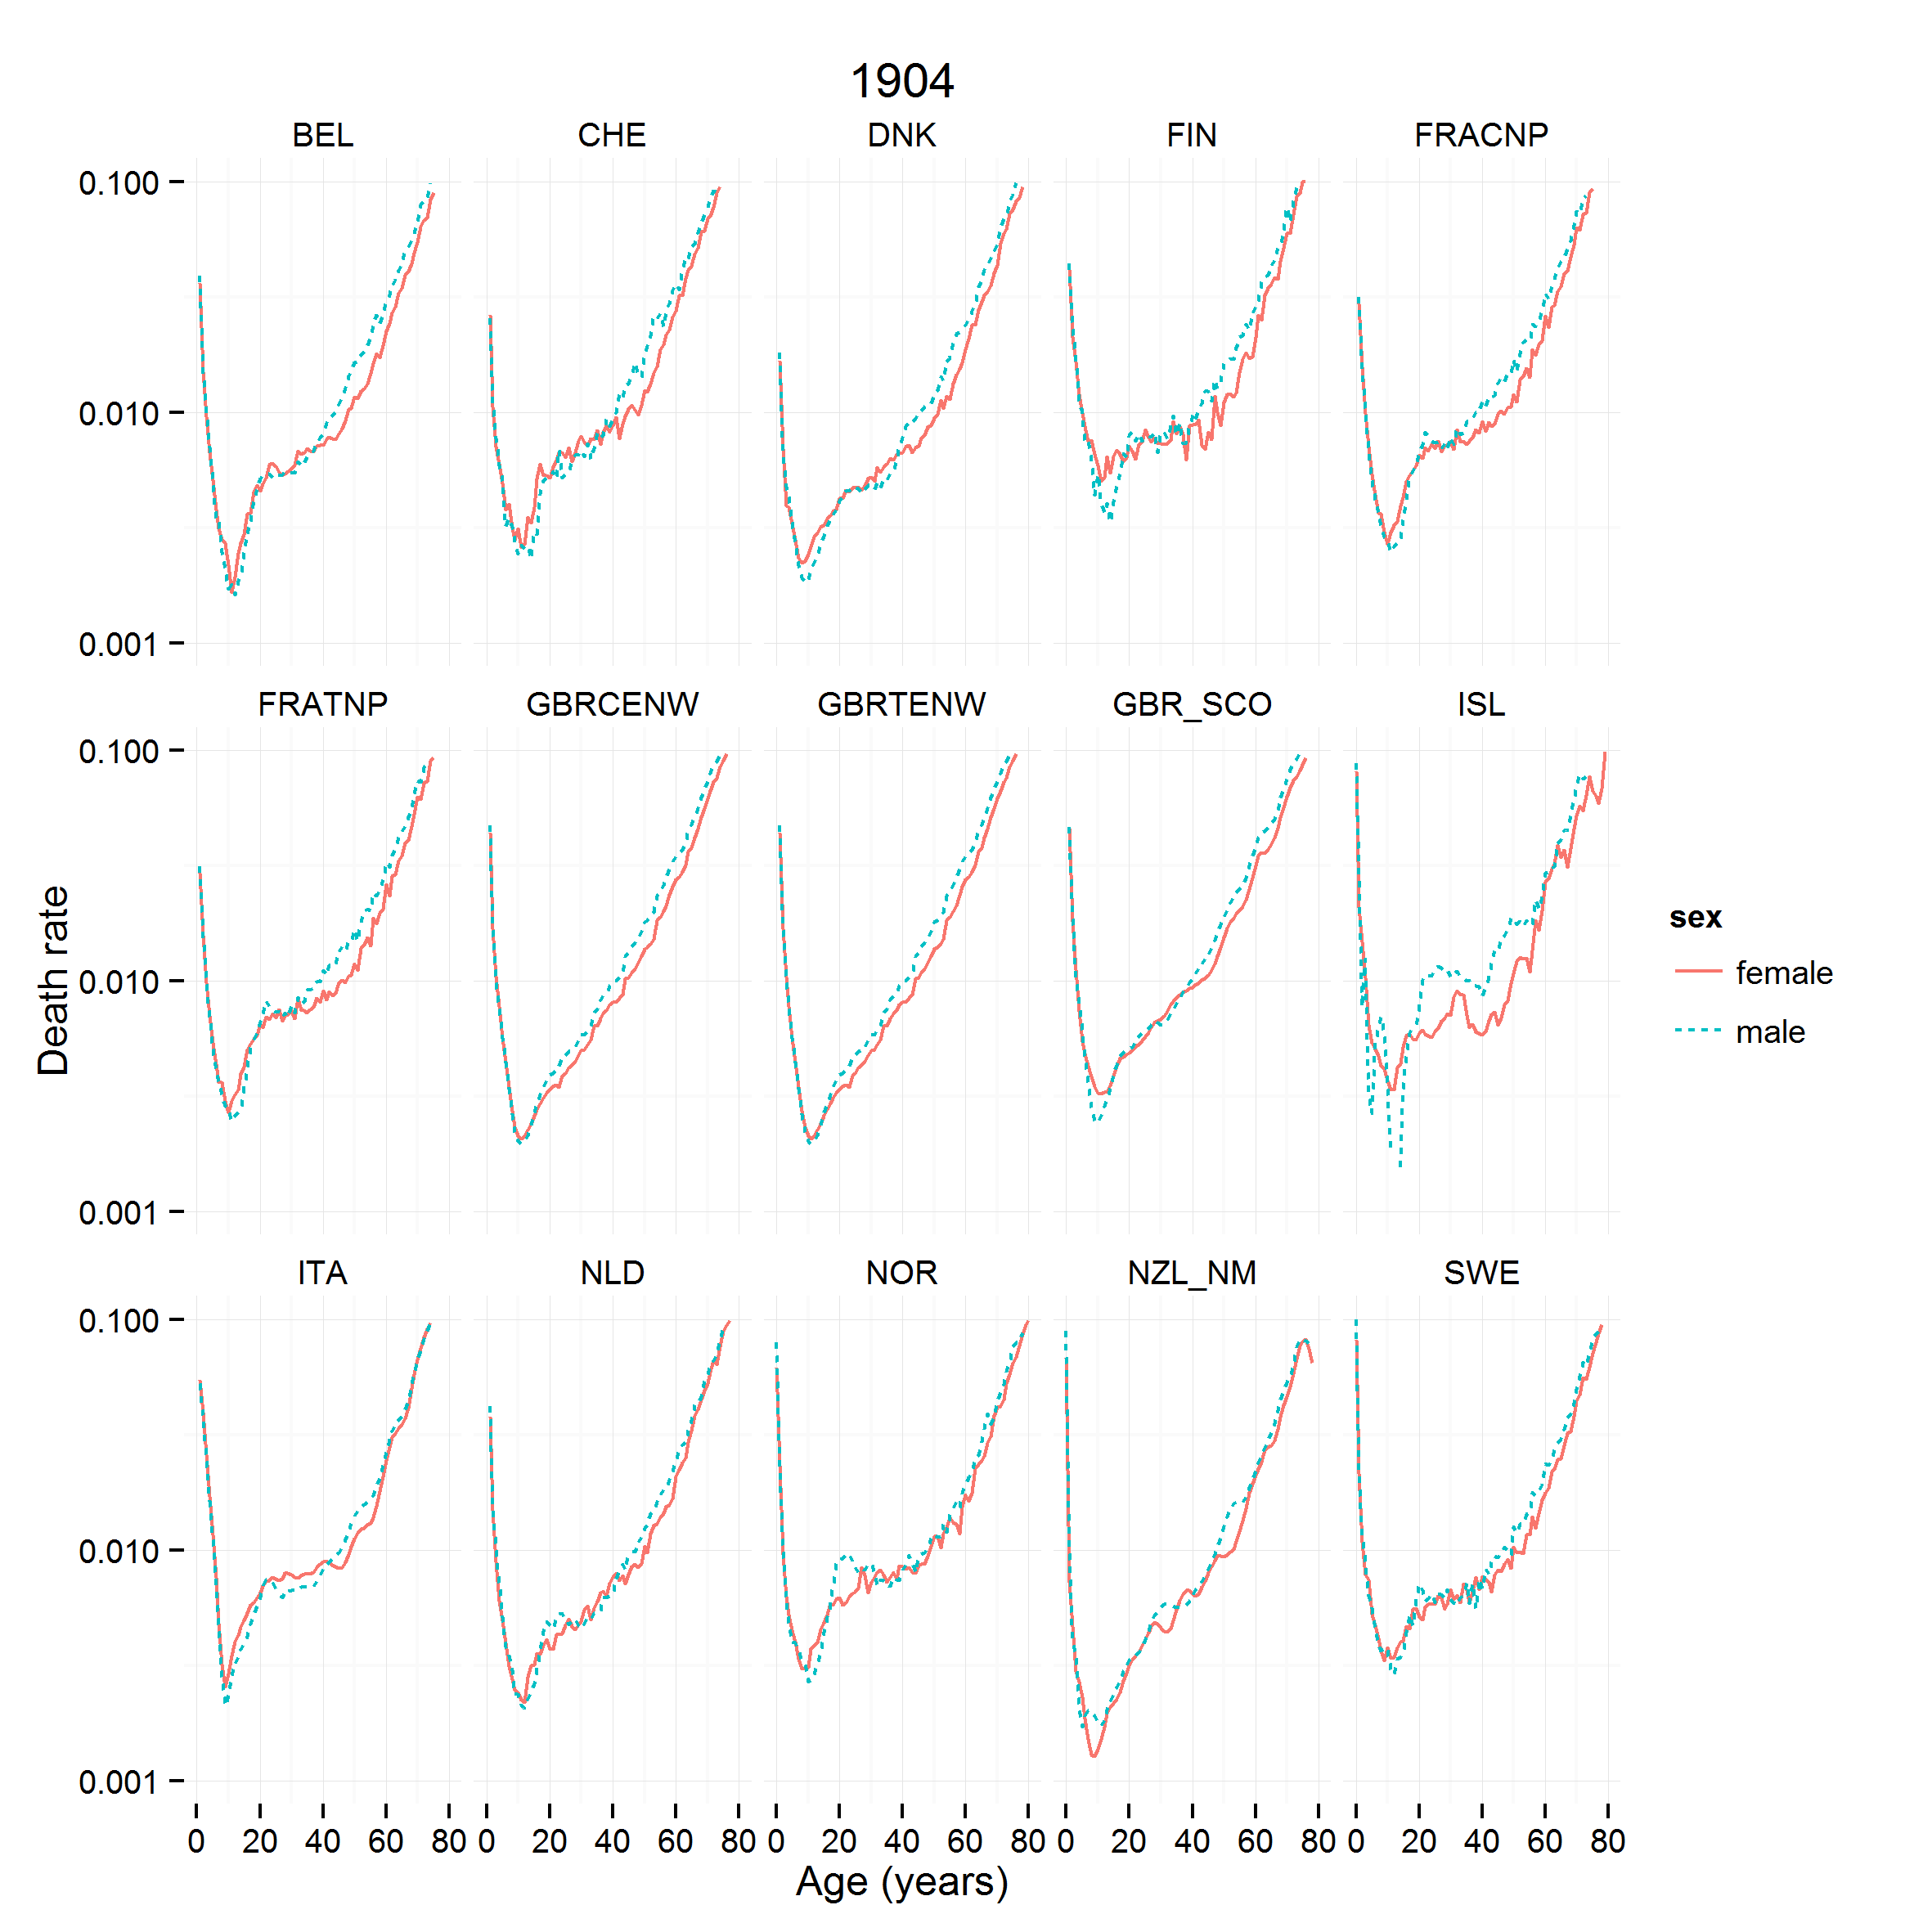 1904
BEL CHE DNK FIN FRACNP
0.100
0.010
0.001
FRATNP GBRCENW GBRTENW GBR_SCO ISL
0.100
0.010
0.001
ITA NLD NOR NZL_NM SWE
0.100
0.010
0.001
0 20 40 60 80 0 20 40 60 80 0 20 40 60 80 0 20 40 60 80 0 20 40 60 80
Age (years)
Death rate
sex
female
male